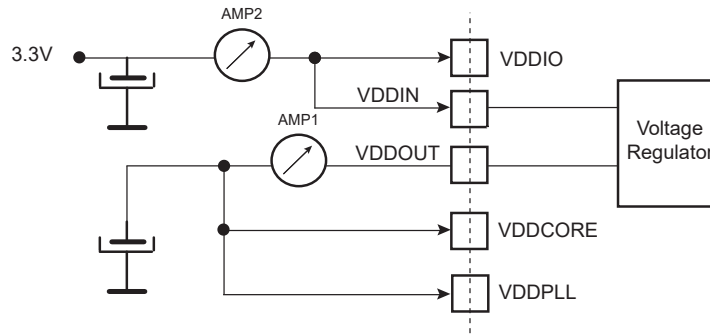 AMP2
3.3V
VDDIO
VDDIN
AMP1
VDDOUT
Voltage
Regulator
VDDCORE
VDDPLL